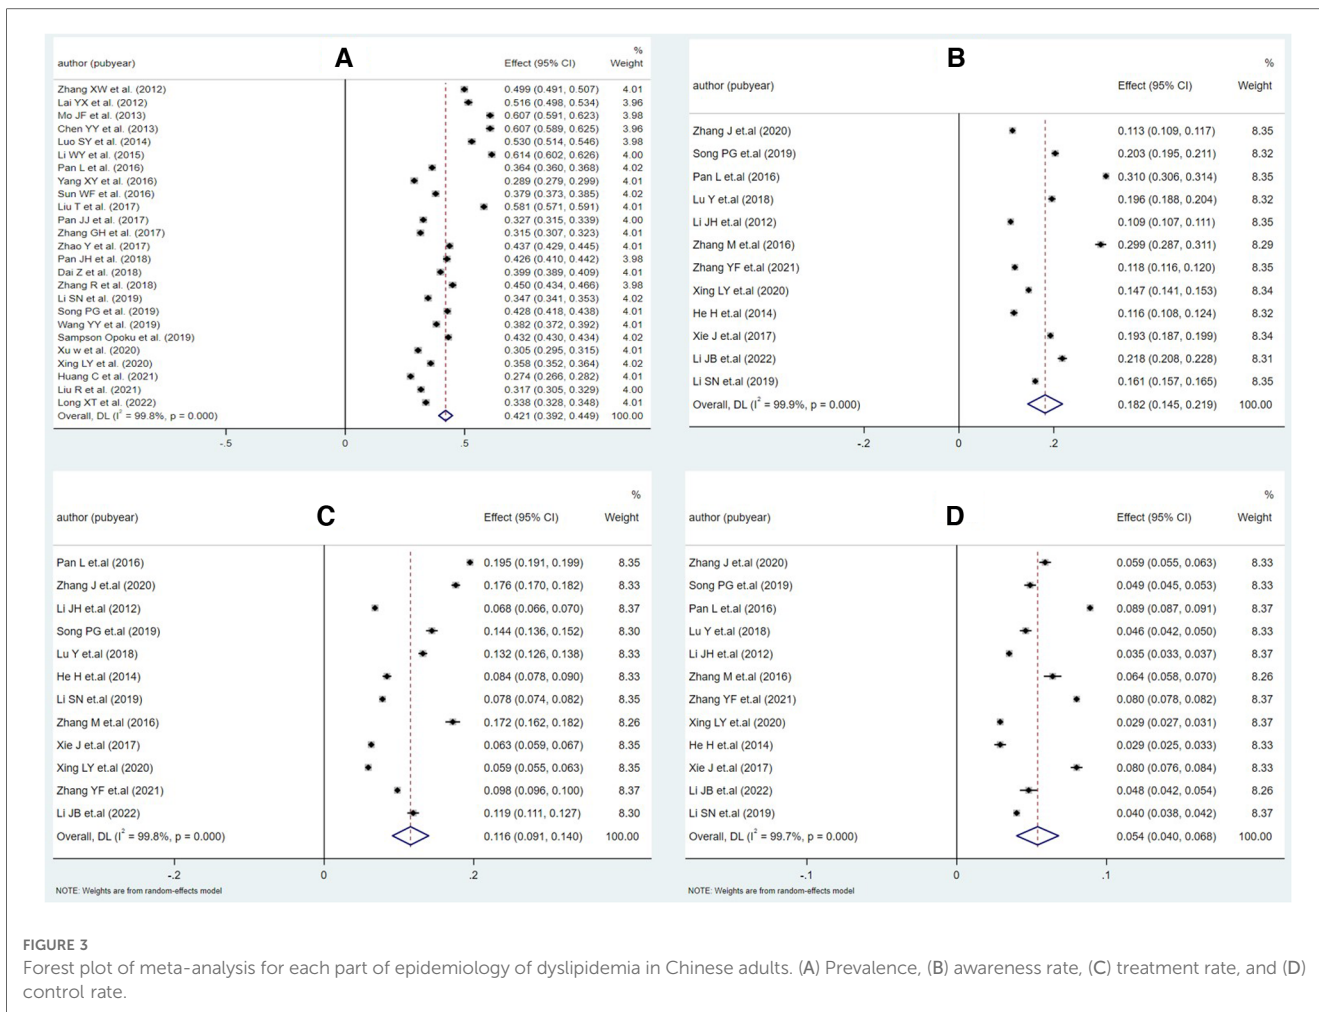 A
%
author (pubyear) Effect (95% CI) Weight
Zhang XW et al. (2012) 0.499 (0.491, 0.507) 4.01
Lai YX et al. (2012) 0.516 (0.498, 0.534) 3.96
Mo JF et al. (2013) 0.607 (0.591, 0.623) 3.98
Chen YY et al. (2013) 0.607 (0.589, 0.625) 3.96
Luo SY et al. (2014) 0.530 (0.514, 0.546) 3.98
Li WY et al. (2015) 0.614 (0.602, 0.626) 4.00
Pan L et al. (2016) 0.364 (0.360, 0.368) 4.02
Yang XY et al. (2016) 0.289 (0.279, 0.299) 4.01
Sun WF et al. (2016) 0.379 (0.373, 0.385) 4.02
Liu T et al. (2017) 0.581 (0.571, 0.591) 4.01
Pan JJ et al. (2017) 0.327 (0.315, 0.339) 4.00
Zhang GH et al. (2017) 0.315 (0.307, 0.323) 4.01
Zhao Y et al. (2017) 0.437 (0.429, 0.445) 4.01
Pan JH et al. (2018) 0.426 (0.410, 0.442) 3.98
Dai Z et al. (2018) 0.399 (0.389, 0.409) 4.01
Zhang R et al. (2018) 0.450 (0.434, 0.466) 3.98
Li SN et al. (2019) 0.347 (0.341, 0.353) 4.02
Song PG et al. (2019) 0.428 (0.418, 0.438) 4.01
Wang YY et al. (2019) 0.382 (0.372, 0.392) 4.01
Sampson Opoku et al. (2019) 0.432 (0.430, 0.434) 4.02
Xu w et al. (2020) 0.305 (0.295, 0.315) 4.01
Xing LY et al. (2020) 0.358 (0.352, 0.364) 4.02
Huang C et al. (2021) 0.274 (0.266, 0.282) 4.01
Liu R et al. (2021) 0.317 (0.305, 0.329) 4.00
Long XT et al. (2022) 0.338 (0.328, 0.348) 4.01
Overall, DL (I² = 99.8%, p = 0.000) 0.421 (0.392, 0.449) 100.00
-.5 0 .5
B
%
author (pubyear) Effect (95% CI) Weight
Zhang J et.al (2020) 0.113 (0.109, 0.117) 8.35
Song PG et.al (2019) 0.203 (0.195, 0.211) 8.32
Pan L et.al (2016) 0.310 (0.306, 0.314) 8.35
Lu Y et.al (2018) 0.196 (0.188, 0.204) 8.32
Li JH et.al (2012) 0.109 (0.107, 0.111) 8.35
Zhang M et.al (2016) 0.299 (0.287, 0.311) 8.29
Zhang YF et.al (2021) 0.118 (0.116, 0.120) 8.35
Xing LY et.al (2020) 0.147 (0.141, 0.153) 8.34
He H et.al (2014) 0.116 (0.108, 0.124) 8.32
Xie J et.al (2017) 0.193 (0.187, 0.199) 8.34
Li JB et.al (2022) 0.218 (0.208, 0.228) 8.31
Li SN et.al (2019) 0.161 (0.157, 0.165) 8.35
Overall, DL (I² = 99.9%, p = 0.000) 0.182 (0.145, 0.219) 100.00
-.2 0 .2
C
%
author (pubyear) Effect (95% CI) Weight
Pan L et.al (2016) 0.195 (0.191, 0.199) 8.35
Zhang J et.al (2020) 0.176 (0.170, 0.182) 8.33
Li JH et.al (2012) 0.068 (0.066, 0.070) 8.37
Song PG et.al (2019) 0.144 (0.136, 0.152) 8.30
Lu Y et.al (2018) 0.132 (0.126, 0.138) 8.33
He H et.al (2014) 0.084 (0.078, 0.090) 8.33
Li SN et.al (2019) 0.078 (0.074, 0.082) 8.35
Zhang M et.al (2016) 0.172 (0.162, 0.182) 8.26
Xie J et.al (2017) 0.063 (0.059, 0.067) 8.35
Xing LY et.al (2020) 0.059 (0.055, 0.063) 8.35
Zhang YF et.al (2021) 0.098 (0.096, 0.100) 8.37
Li JB et.al (2022) 0.119 (0.111, 0.127) 8.30
Overall, DL (I² = 99.8%, p = 0.000) 0.116 (0.091, 0.140) 100.00
-.2 0 .2
NOTE: Weights are from random-effects model
D
%
author (pubyear) Effect (95% CI) Weight
Zhang J et.al (2020) 0.059 (0.055, 0.063) 8.33
Song PG et.al (2019) 0.049 (0.045, 0.053) 8.33
Pan L et.al (2016) 0.089 (0.087, 0.091) 8.37
Lu Y et.al (2018) 0.046 (0.042, 0.050) 8.33
Li JH et.al (2012) 0.035 (0.033, 0.037) 8.37
Zhang M et.al (2016) 0.064 (0.058, 0.070) 8.26
Zhang YF et.al (2021) 0.080 (0.078, 0.082) 8.37
Xing LY et.al (2020) 0.029 (0.027, 0.031) 8.37
He H et.al (2014) 0.029 (0.025, 0.033) 8.33
Xie J et.al (2017) 0.080 (0.076, 0.084) 8.33
Li JB et.al (2022) 0.048 (0.042, 0.054) 8.26
Li SN et.al (2019) 0.040 (0.038, 0.042) 8.37
Overall, DL (I² = 99.7%, p = 0.000) 0.054 (0.040, 0.068) 100.00
-.1 0 .1
NOTE: Weights are from random-effects model
FIGURE 3
Forest plot of meta-analysis for each part of epidemiology of dyslipidemia in Chinese adults. (A) Prevalence, (B) awareness rate, (C) treatment rate, and (D)
control rate.